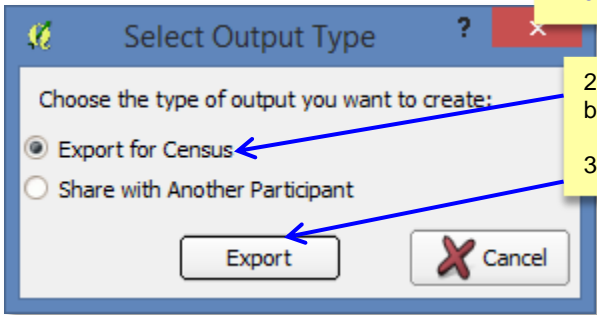 Select Output Type ?
Choose the type of output you want to create:
2
b
Export for Census
3
Share with Another Participant
Export
Cancel